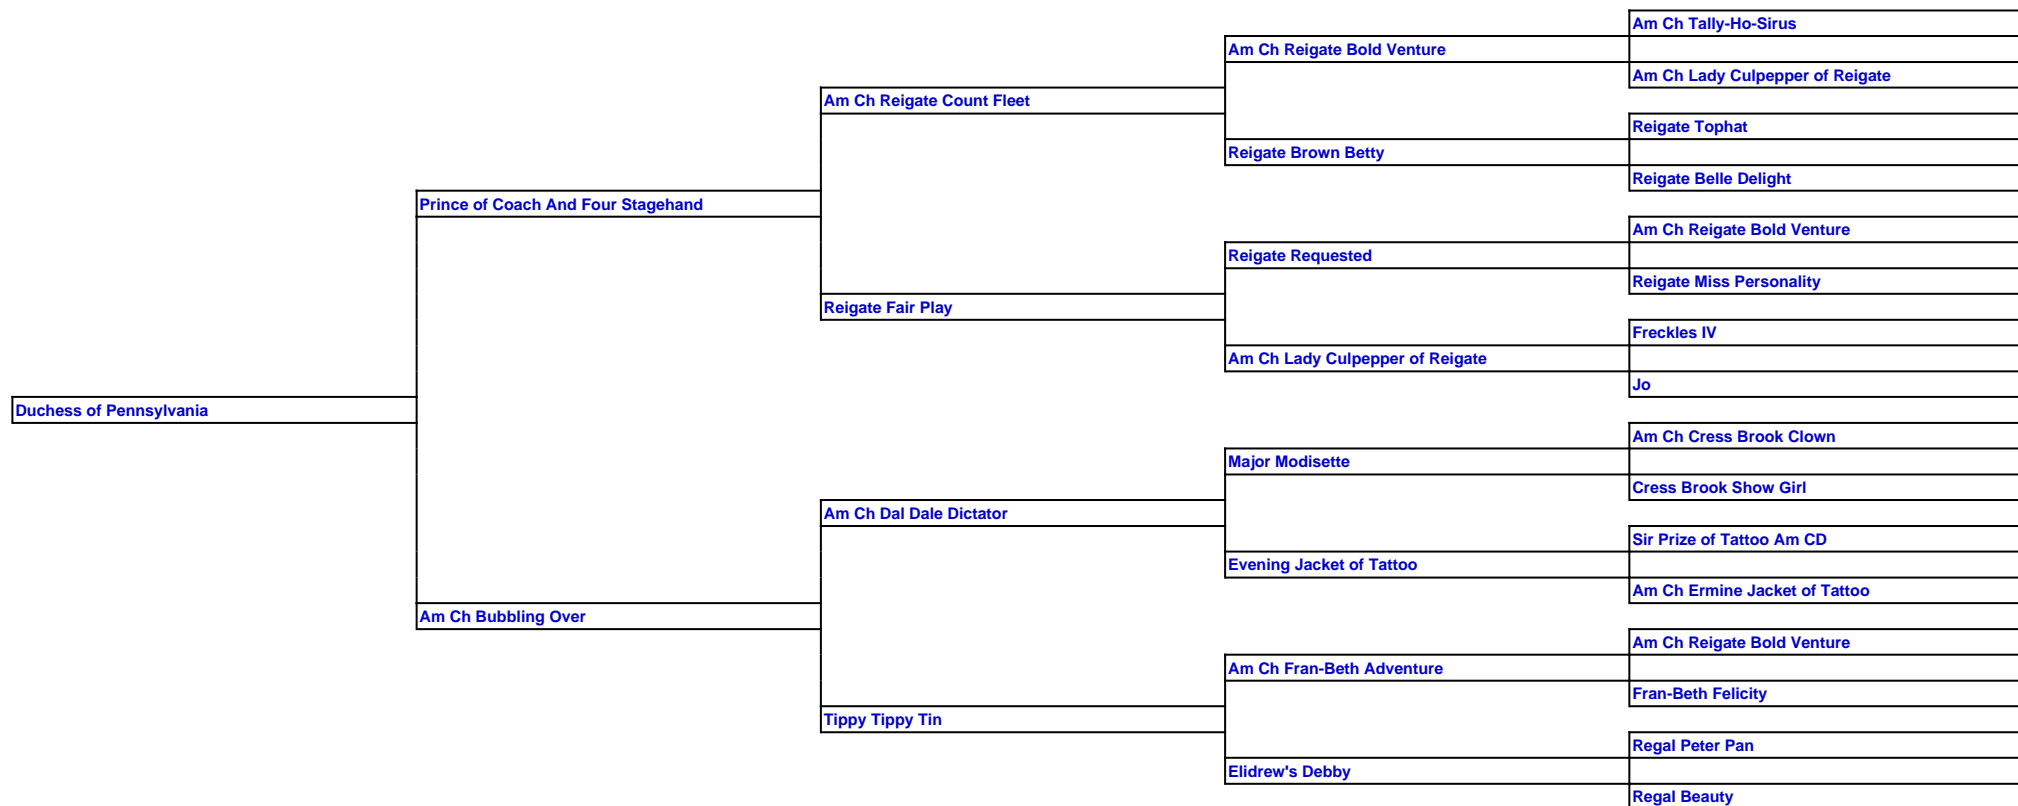 Am Ch Tally-Ho-Sirus
Am Ch Reigate Bold Venture
Am Ch Lady Culpepper of Reigate
Am Ch Reigate Count Fleet
Reigate Tophat
Reigate Brown Betty
Reigate Belle Delight
Prince of Coach And Four Stagehand
Am Ch Reigate Bold Venture
Reigate Requested
Reigate Miss Personality
Reigate Fair Play
Freckles IV
Am Ch Lady Culpepper of Reigate
Jo
Duchess of Pennsylvania
Am Ch Cress Brook Clown
Major Modisette
Cress Brook Show Girl
Am Ch Dal Dale Dictator
Sir Prize of Tattoo Am CD
Evening Jacket of Tattoo
Am Ch Ermine Jacket of Tattoo
Am Ch Bubbling Over
Am Ch Reigate Bold Venture
Am Ch Fran-Beth Adventure
Fran-Beth Felicity
Tippy Tippy Tin
Regal Peter Pan
Elidrew's Debby
Regal Beauty